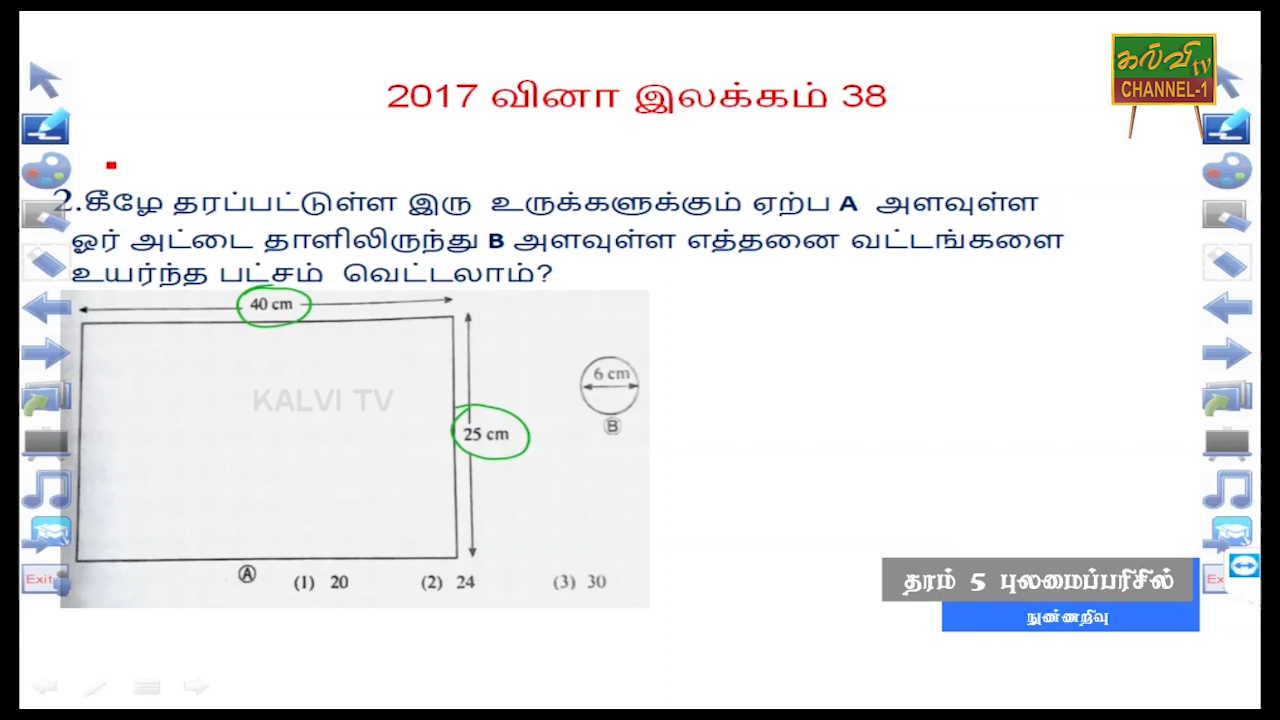 கல்வி tv
CHANNEL-1
2017 வினா இலக்கம் 38
2.கீழே தரப்பட்டுள்ள இரு உருக்களுக்கும் ஏற்ப A அளவுள்ள
ஓர் அட்டை தாளிலிருந்து B அளவுள்ள எத்தனை வட்டங்களை
உயர்ந்த பட்சம் வெட்டலாம்?
40 cm
6 cm
KALVI TV
B
25 cm
A
(1) 20 (2) 24 (3) 30
Exit
Ex
தரம் 5 புலமைப்பரிசில்
நுண்ணறிவு